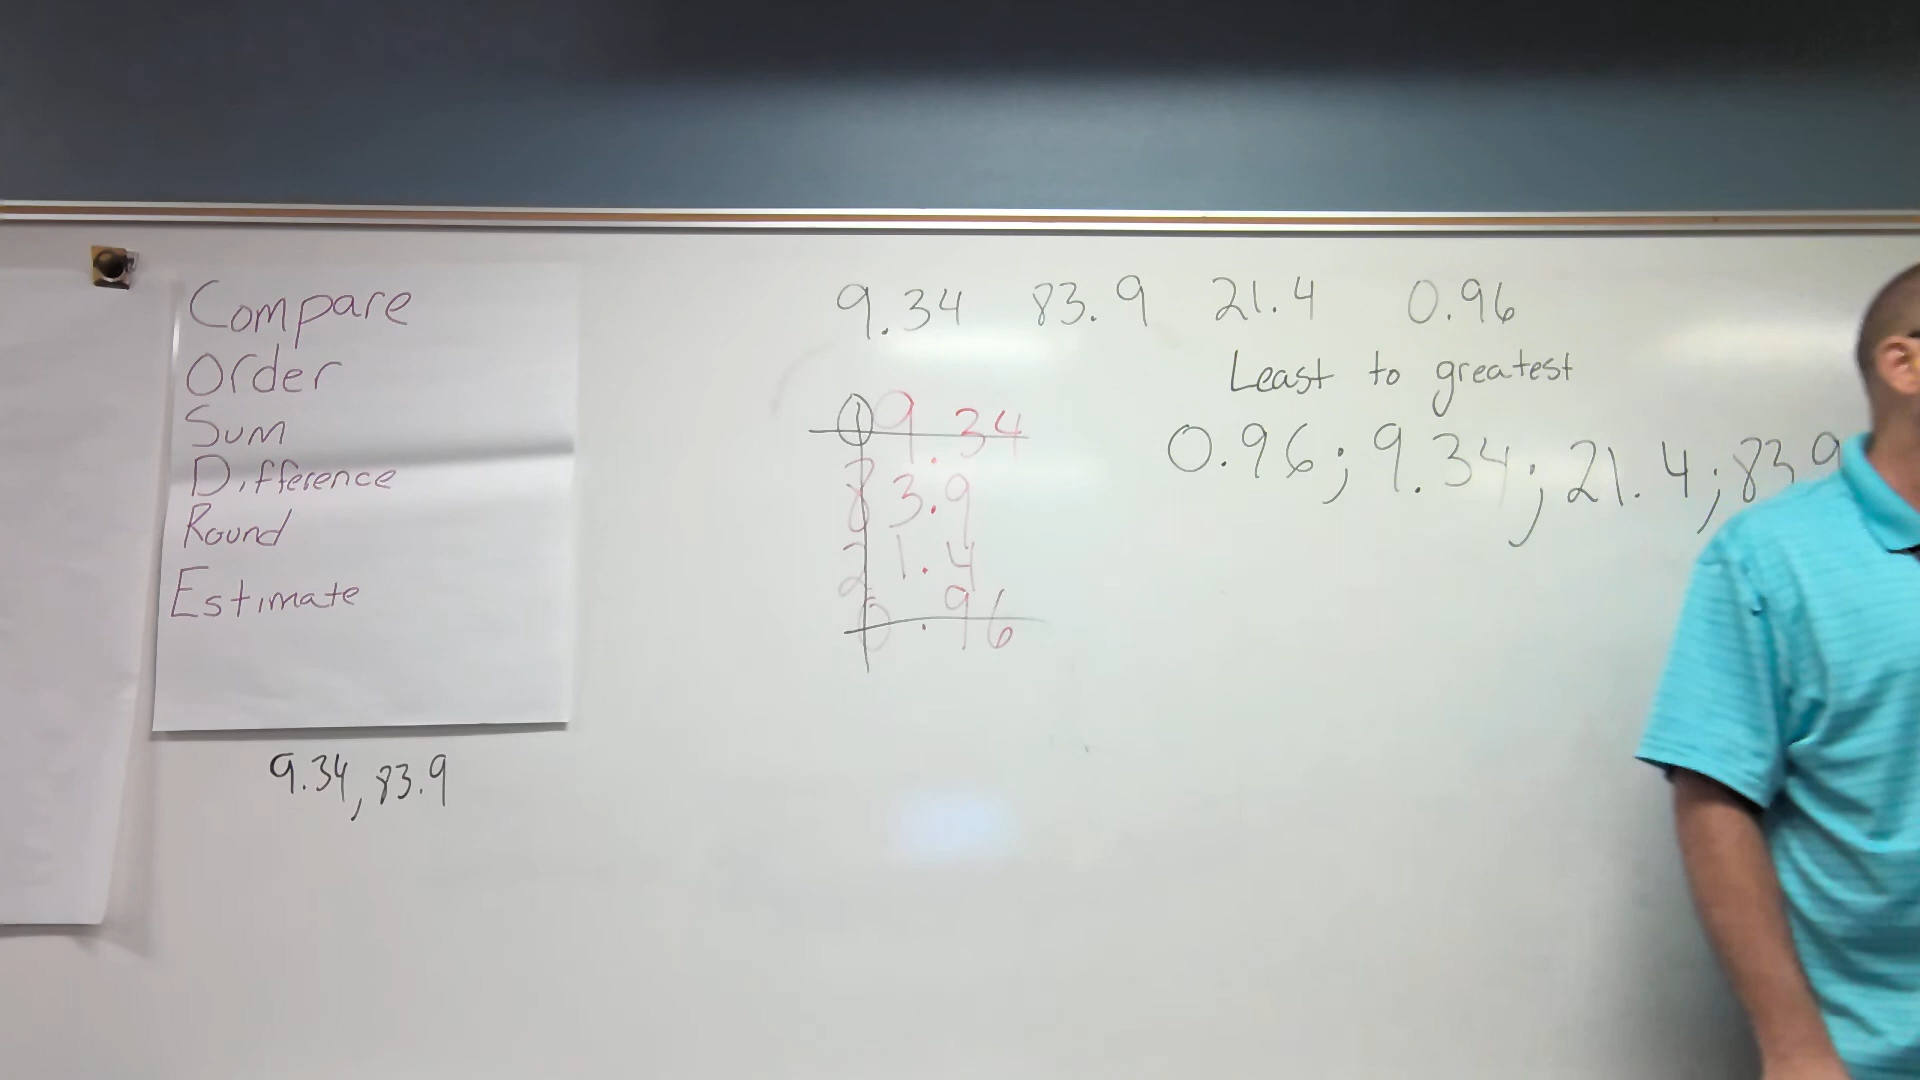 Compare
Order
Sum
Difference
Round
Estimate
9.34, 83.9
9.34 83.9 21.4 0.96
① 9.34
83.9
21.4
0.96
Least to greatest
0.96; 9.34; 21.4; 83.9